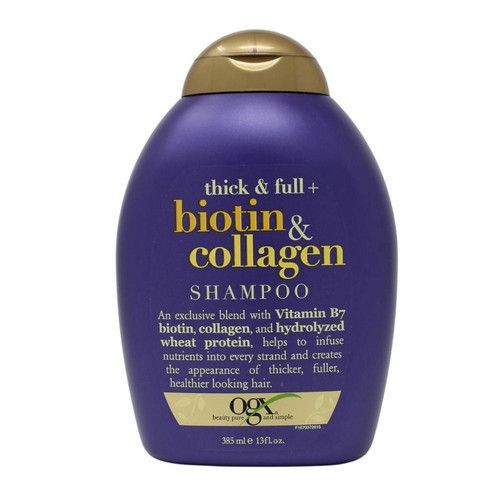 thick & full +
biotin &
collagen
SHAMPOO
An exclusive blend with Vitamin B7
biotin, collagen, and hydrolyzed
wheat protein, helps to infuse
nutrients into every strand and creates
the appearance of thicker, fuller,
healthier looking hair.
ogx
beauty pure and simple
385 ml e 13fl.oz.